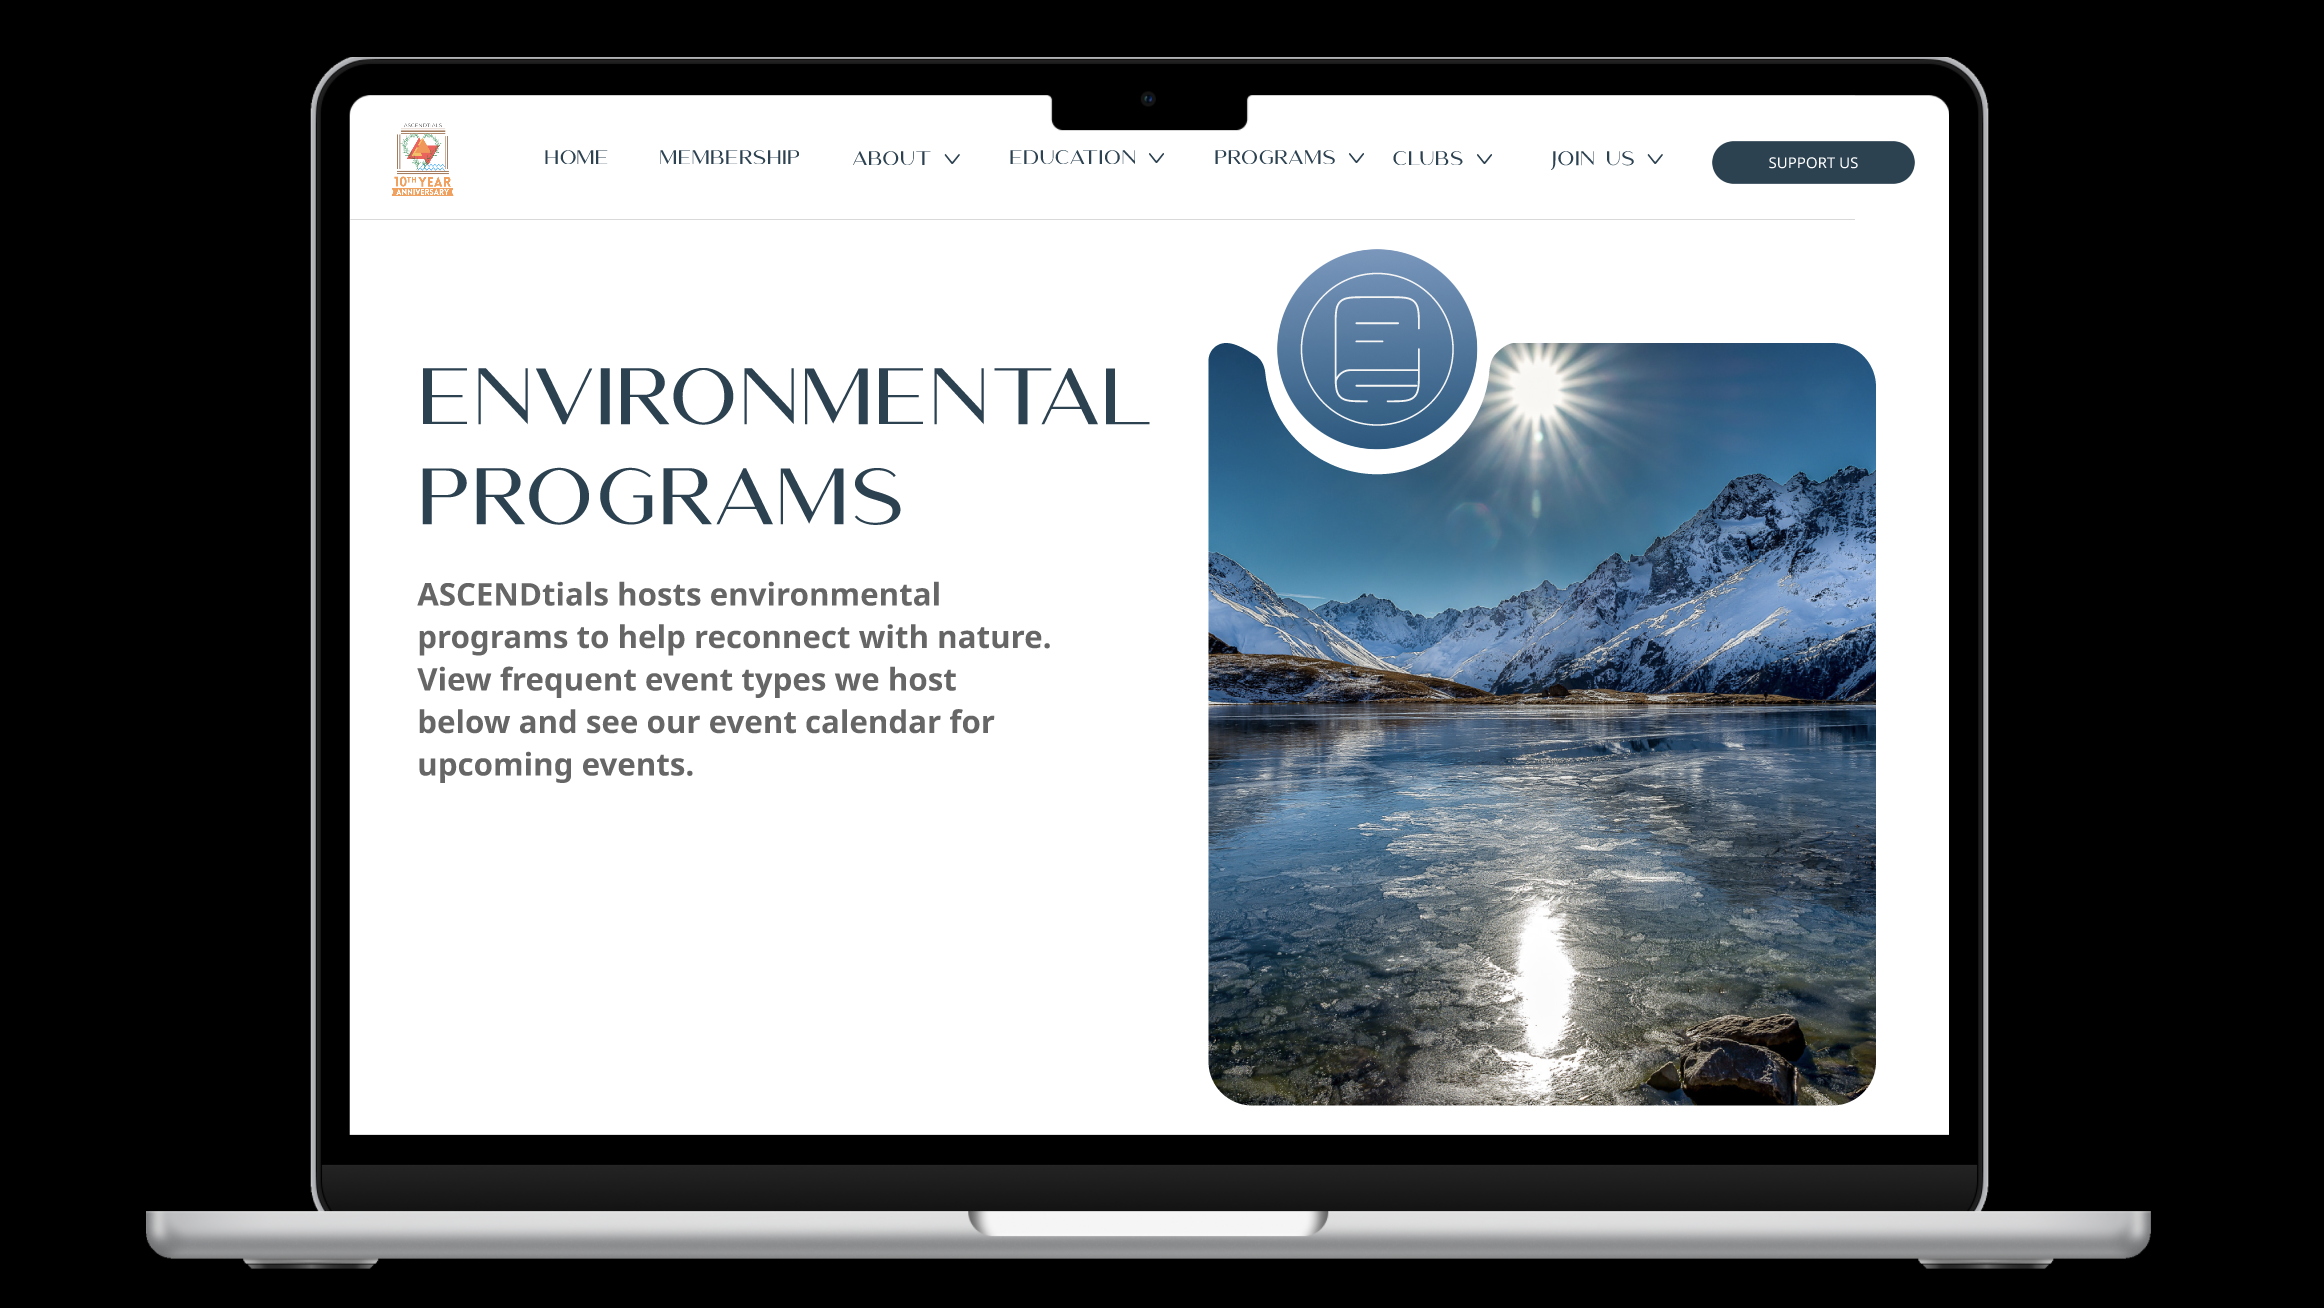 ASCENDTIALS
10TH YEAR
ANNIVERSARY
HOME MEMBERSHIP ABOUT EDUCATION PROGRAMS CLUBS JOIN US SUPPORT US
ENVIRONMENTAL
PROGRAMS
ASCENDtials hosts environmental
programs to help reconnect with nature.
View frequent event types we host
below and see our event calendar for
upcoming events.